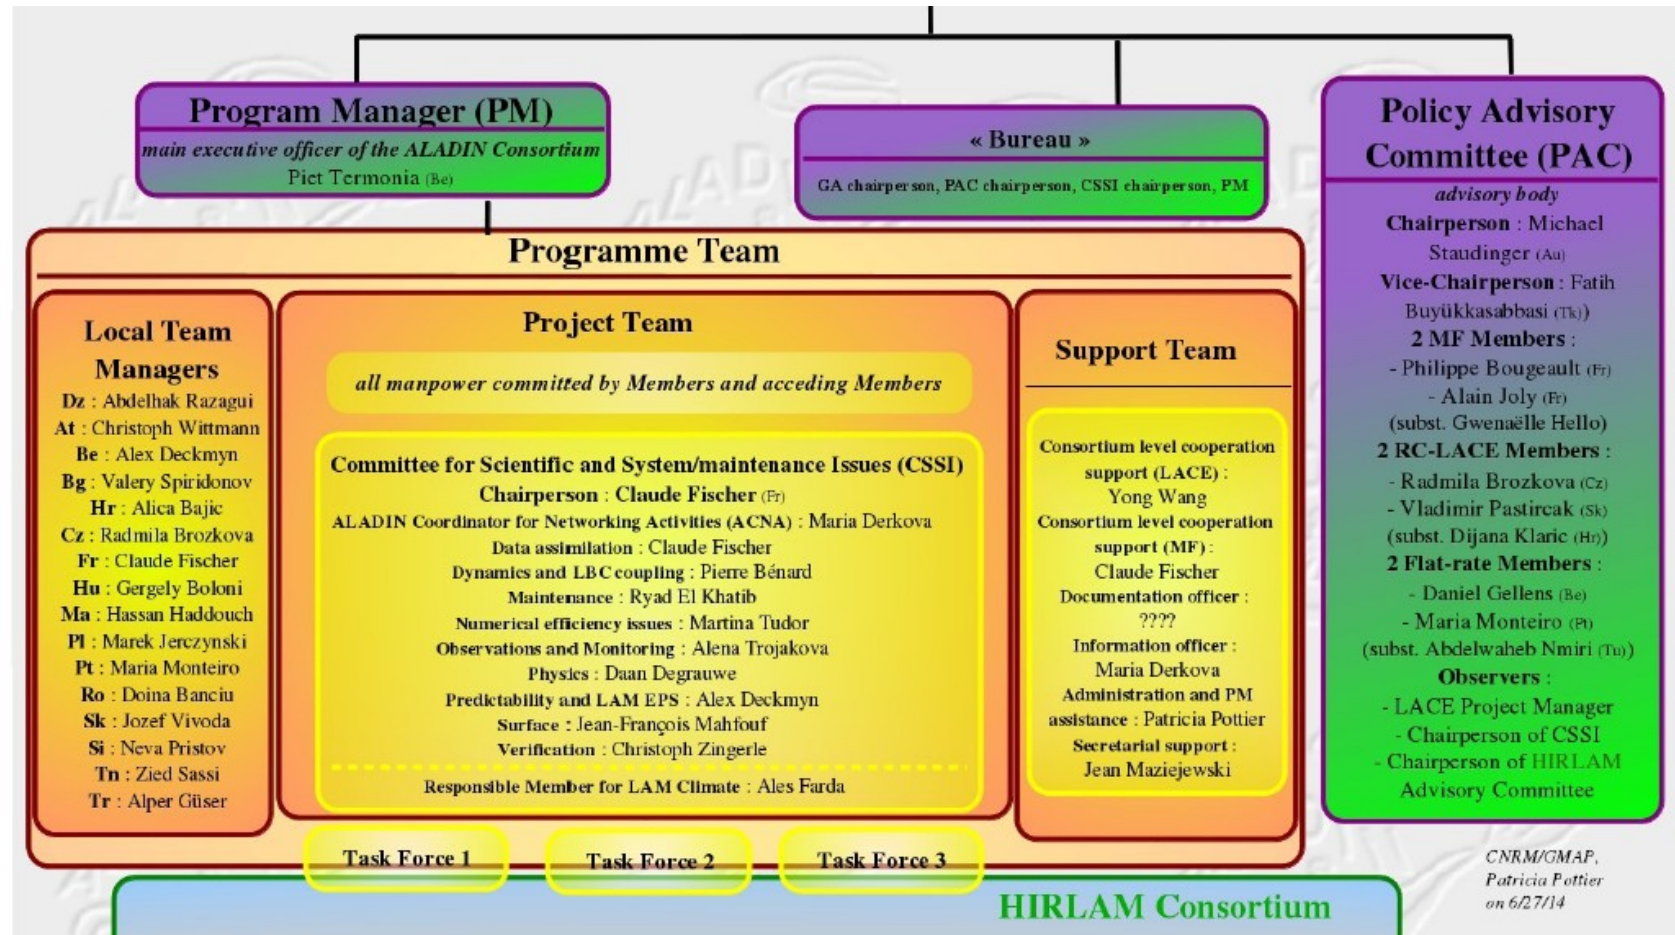 Program Manager (PM)
main executive officer of the ALADIN Consortium
Piet Termonia (Be)
« Bureau »
GA chairperson, PAC chairperson, CSSI chairperson, PM
Policy Advisory
Committee (PAC)
advisory body
Chairperson : Michael
Staudinger (Au)
Vice-Chairperson : Fatih
Buyükkasabbasi (Tk))
2 MF Members :
- Philippe Bougeault (Fr)
- Alain Joly (Fr)
(subst. Gwenaëlle Hello)
2 RC-LACE Members :
- Radmila Brozkova (Cz)
- Vladimir Pastircak (Sk)
(subst. Dijana Klaric (Hr))
2 Flat-rate Members :
- Daniel Gellens (Be)
- Maria Monteiro (Pt)
(subst. Abdelwaheb Nmiri (Tu))
Observers :
- LACE Project Manager
- Chairperson of CSSI
- Chairperson of HIRLAM
Advisory Committee
Programme Team
Local Team
Managers
Dz : Abdelhak Razagui
At : Christoph Wittmann
Be : Alex Deckmyn
Bg : Valery Spiridonov
Hr : Alica Bajic
Cz : Radmila Brozkova
Fr : Claude Fischer
Hu : Gergely Boloni
Ma : Hassan Haddouch
Pl : Marek Jerczynski
Pt : Maria Monteiro
Ro : Doina Banciu
Sk : Jozef Vivoda
Si : Neva Pristov
Tn : Zied Sassi
Tr : Alper Güser
Project Team
all manpower committed by Members and acceding Members
Committee for Scientific and System/maintenance Issues (CSSI)
Chairperson : Claude Fischer (Fr)
ALADIN Coordinator for Networking Activities (ACNA) : Maria Derkova
Data assimilation : Claude Fischer
Dynamics and LBC coupling : Pierre Bénard
Maintenance : Ryad El Khatib
Numerical efficiency issues : Martina Tudor
Observations and Monitoring : Alena Trojakova
Physics : Daan Degrauwe
Predictability and LAM EPS : Alex Deckmyn
Surface : Jean-François Mahfouf
Verification : Christoph Zingerle
Responsible Member for LAM Climate : Ales Farda
Support Team
Consortium level cooperation
support (LACE) :
Yong Wang
Consortium level cooperation
support (MF) :
Claude Fischer
Documentation officer :
????
Information officer :
Maria Derkova
Administration and PM
assistance : Patricia Pottier
Secretarial support :
Jean Maziejewski
Task Force 1
Task Force 2
Task Force 3
CNRM/GMAP,
Patricia Pottier
on 6/27/14
HIRLAM Consortium